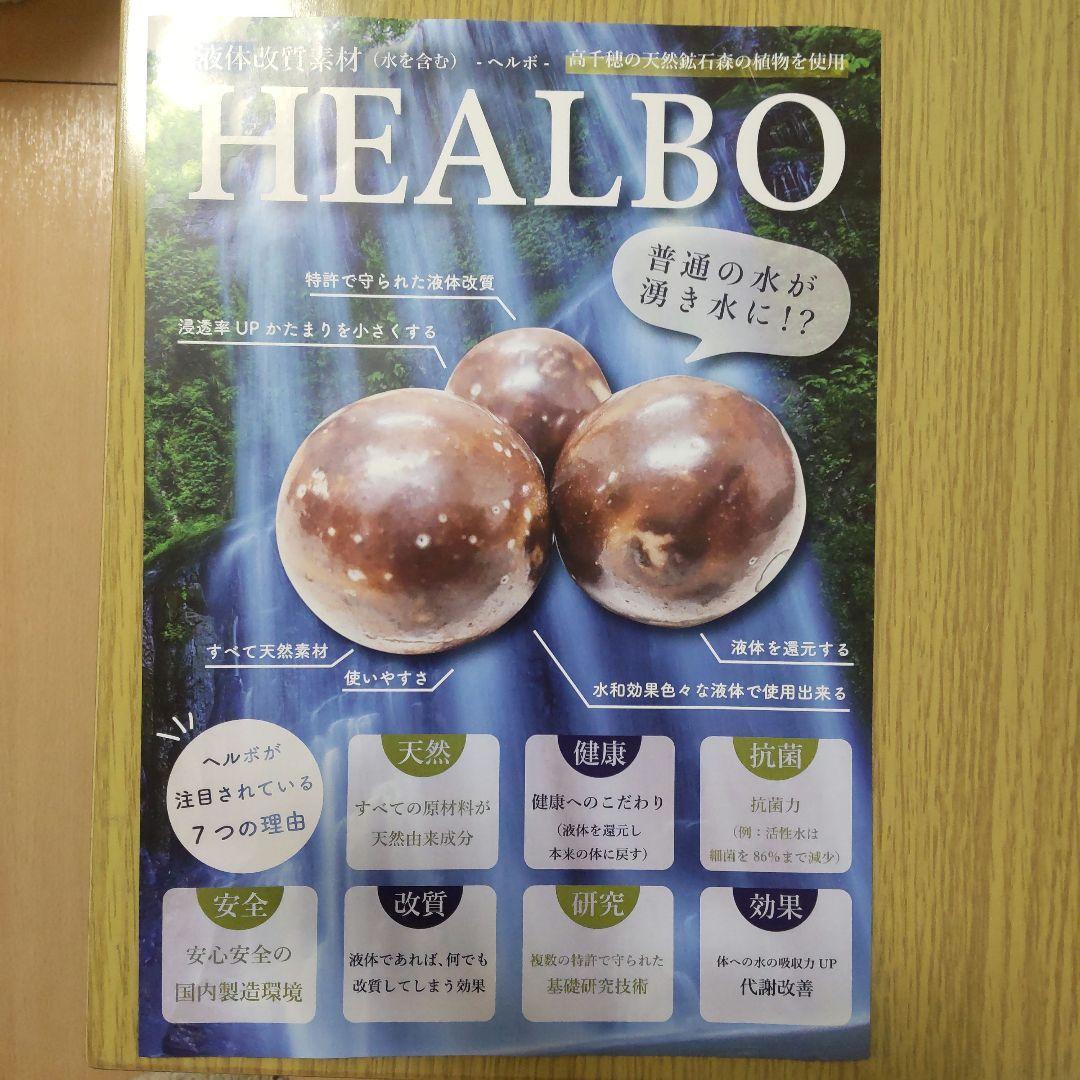 液体改質素材（水を含む） -ヘルボ- 高千穂の天然鉱石森の植物を使用
HEALBO
普通の水が
湧き水に!?
特許で守られた液体改質
浸透率UPかたまりを小さくする
すべて天然素材
使いやすさ
液体を還元する
水和効果色々な液体で使用出来る
ヘルボが
注目されている
7つの理由
天然
すべての原材料が
天然由来成分
健康
健康へのこだわり
（液体を還元し
本来の体に戻す）
抗菌
抗菌力
（例：活性水は
細菌を86%まで減少）
安全
安心安全の
国内製造環境
改質
液体であれば、何でも
改質してしまう効果
研究
複数の特許で守られた
基礎研究技術
効果
体への水の吸収力UP
代謝改善